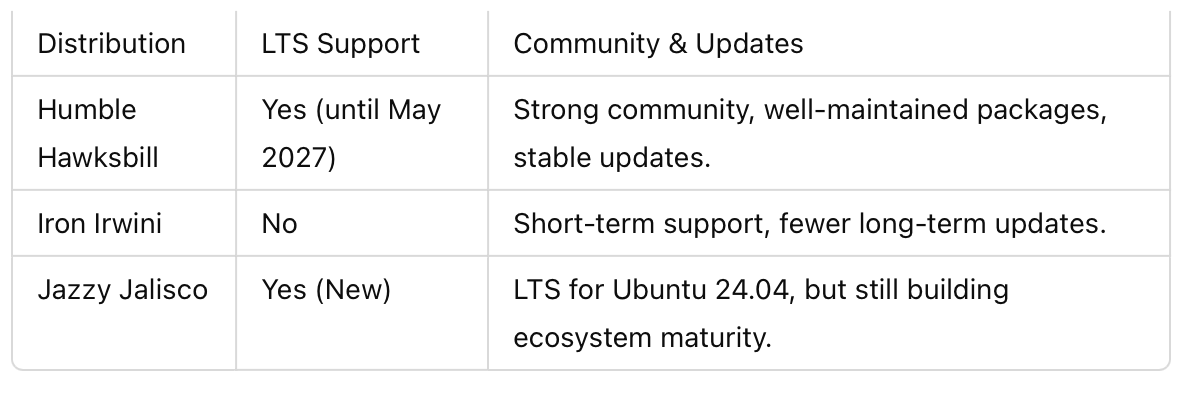 Distribution LTS Support Community & Updates
Humble Yes (until May Strong community, well-maintained packages,
Hawksbill 2027) stable updates.
Iron Irwini No Short-term support, fewer long-term updates.
Jazzy Jalisco Yes (New) LTS for Ubuntu 24.04, but still building
ecosystem maturity.